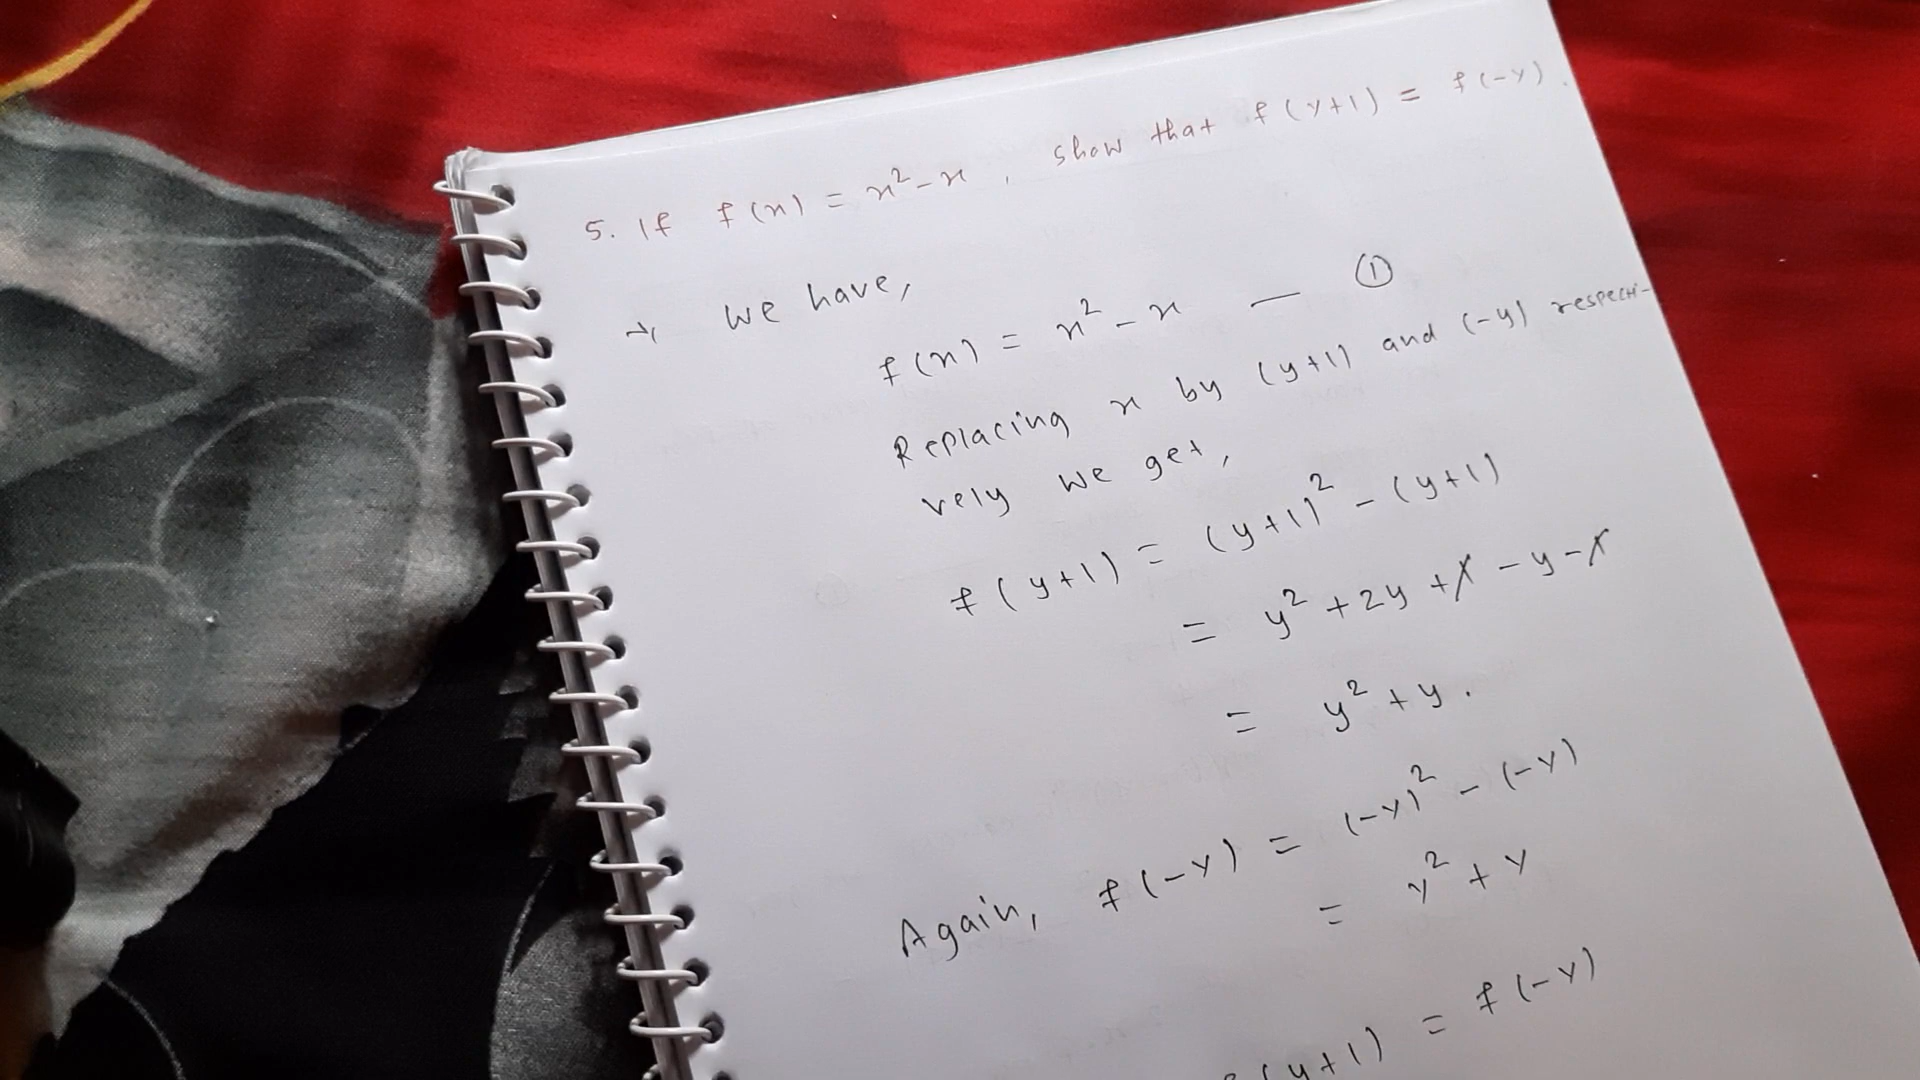 5. If f(x) = x² - x, show that f(y+1) = f(-y).
→ We have,
f(x) = x² - x — ①
Replacing x by (y+1) and (-y) respecti-
vely we get,
f(y+1) = (y+1)² - (y+1)
= y² + 2y + 1 - y - 1
= y² + y.
Again, f(-y) = (-y)² - (-y)
= y² + y
f(y+1) = f(-y)